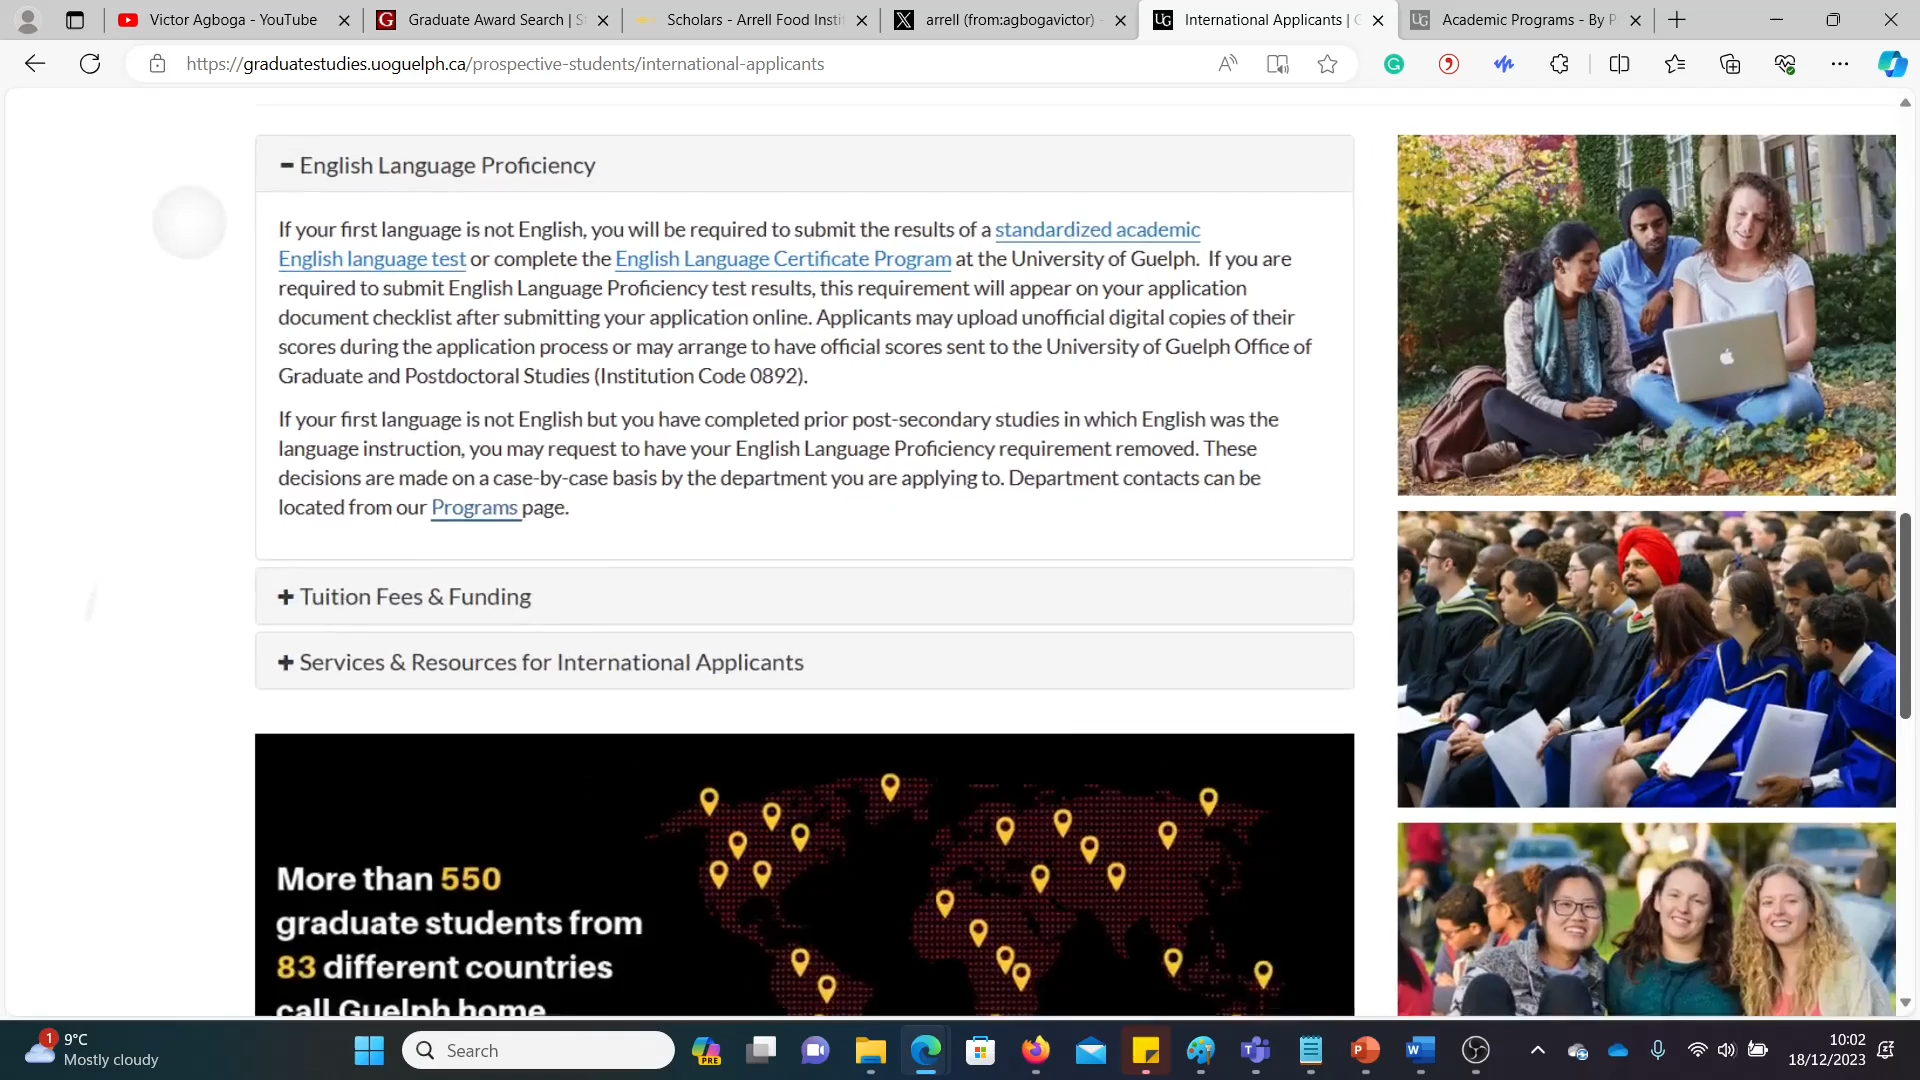 Victor Agboga - YouTube
Graduate Award Search | S
Scholars - Arrell Food Insti
arrell (from:agbogavictor) -
International Applicants | G
Academic Programs - By P
https://graduatestudies.uoguelph.ca/prospective-students/international-applicants
English Language Proficiency
If your first language is not English, you will be required to submit the results of a standardized academic
English language test or complete the English Language Certificate Program at the University of Guelph. If you are
required to submit English Language Proficiency test results, this requirement will appear on your application
document checklist after submitting your application online. Applicants may upload unofficial digital copies of their
scores during the application process or may arrange to have official scores sent to the University of Guelph Office of
Graduate and Postdoctoral Studies (Institution Code 0892).
If your first language is not English but you have completed prior post-secondary studies in which English was the
language instruction, you may request to have your English Language Proficiency requirement removed. These
decisions are made on a case-by-case basis by the department you are applying to. Department contacts can be
located from our Programs page.
Tuition Fees & Funding
Services & Resources for International Applicants
More than 550
graduate students from
83 different countries
call Guelph home
1
9°C
Mostly cloudy
Search
PRE
10:02
18/12/2023